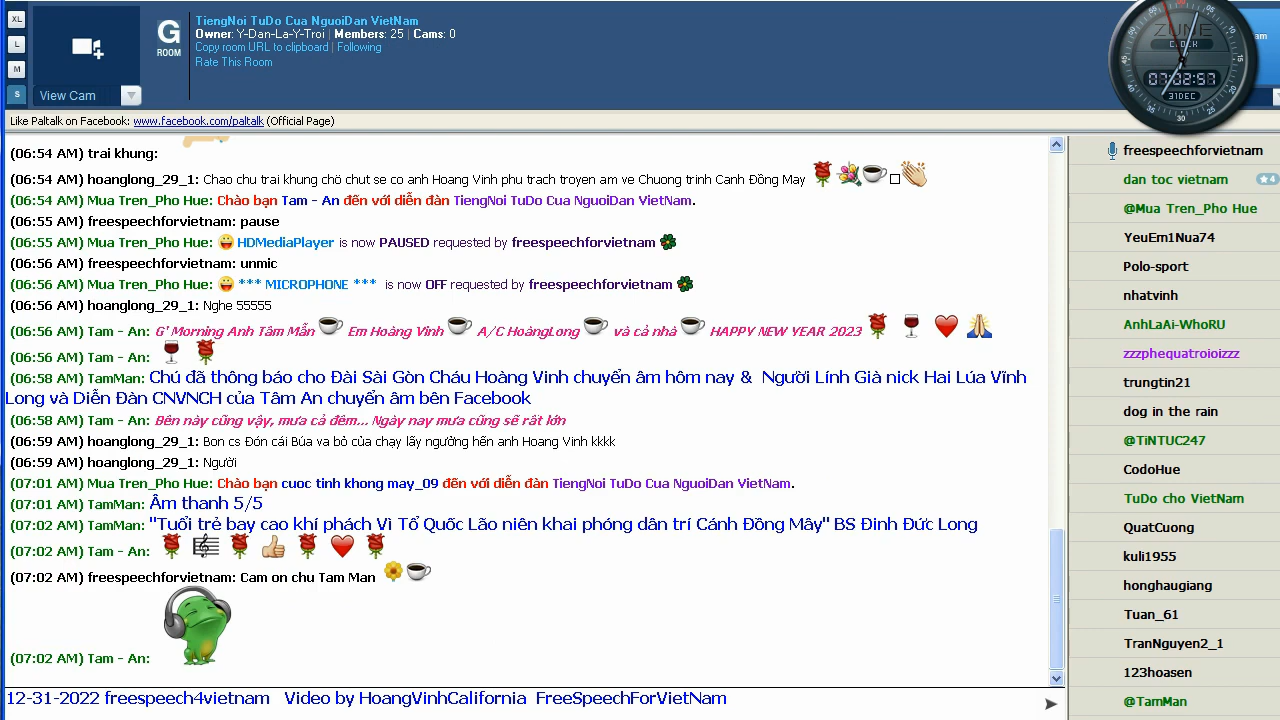 XL
L
M
S
View Cam
G
ROOM
TiengNoi TuDo Cua NguoiDan VietNam
Owner: Y-Dan-La-Y-Troi | Members: 25 | Cams: 0
Copy room URL to clipboard | Following
Rate This Room
ZUNE
CLOCK
07:02:57
31DEC
Like Paltalk on Facebook: www.facebook.com/paltalk (Official Page)
(06:54 AM) trai khung:
(06:54 AM) hoanglong_29_1: Chao chu trai khung chö chut se co anh Hoang Vinh phu trach troyen am ve Chuong trinh Canh Đồng May
(06:54 AM) Mua Tren_Pho Hue: Chào bạn Tam - An đến với diễn đàn TiengNoi TuDo Cua NguoiDan VietNam.
(06:55 AM) freespeechforvietnam: pause
(06:55 AM) Mua Tren_Pho Hue: HDMediaPlayer is now PAUSED requested by freespeechforvietnam
(06:56 AM) freespeechforvietnam: unmic
(06:56 AM) Mua Tren_Pho Hue: *** MICROPHONE *** is now OFF requested by freespeechforvietnam
(06:56 AM) hoanglong_29_1: Nghe 55555
(06:56 AM) Tam - An: G' Morning Anh Tâm Mẫn Em Hoàng Vinh A/C HoàngLong và cả nhà HAPPY NEW YEAR 2023
(06:56 AM) Tam - An:
(06:58 AM) TamMan: Chú đã thông báo cho Đài Sài Gòn Cháu Hoàng Vinh chuyển âm hôm nay & Người Lính Già nick Hai Lúa Vĩnh
Long và Diễn Đàn CNVNCH của Tâm An chuyển âm bên Facebook
(06:58 AM) Tam - An: Bên này cũng vậy, mưa cả đêm... Ngày nay mưa cũng sẽ rất lớn
(06:59 AM) hoanglong_29_1: Bon cs Đón cái Búa va bỏ của chạy lấy ngưởng hến anh Hoang Vinh kkkk
(06:59 AM) hoanglong_29_1: Người
(07:01 AM) Mua Tren_Pho Hue: Chào bạn cuoc tinh khong may_09 đến với diễn đàn TiengNoi TuDo Cua NguoiDan VietNam.
(07:01 AM) TamMan: Âm thanh 5/5
(07:02 AM) TamMan: "Tuổi trẻ bay cao khí phách Vì Tổ Quốc Lão niên khai phóng dân trí Cánh Đồng Mây" BS Đinh Đức Long
(07:02 AM) Tam - An:
(07:02 AM) freespeechforvietnam: Cam on chu Tam Man
(07:02 AM) Tam - An:
12-31-2022 freespeech4vietnam Video by HoangVinhCalifornia FreeSpeechForVietNam
freespeechforvietnam
dan toc vietnam
4
@Mua Tren_Pho Hue
YeuEm1Nua74
Polo-sport
nhatvinh
AnhLaAi-WhoRU
zzzphequatroioizzz
trungtin21
dog in the rain
@TiNTUC247
CodoHue
TuDo cho VietNam
QuatCuong
kuli1955
honghaugiang
Tuan_61
TranNguyen2_1
123hoasen
@TamMan